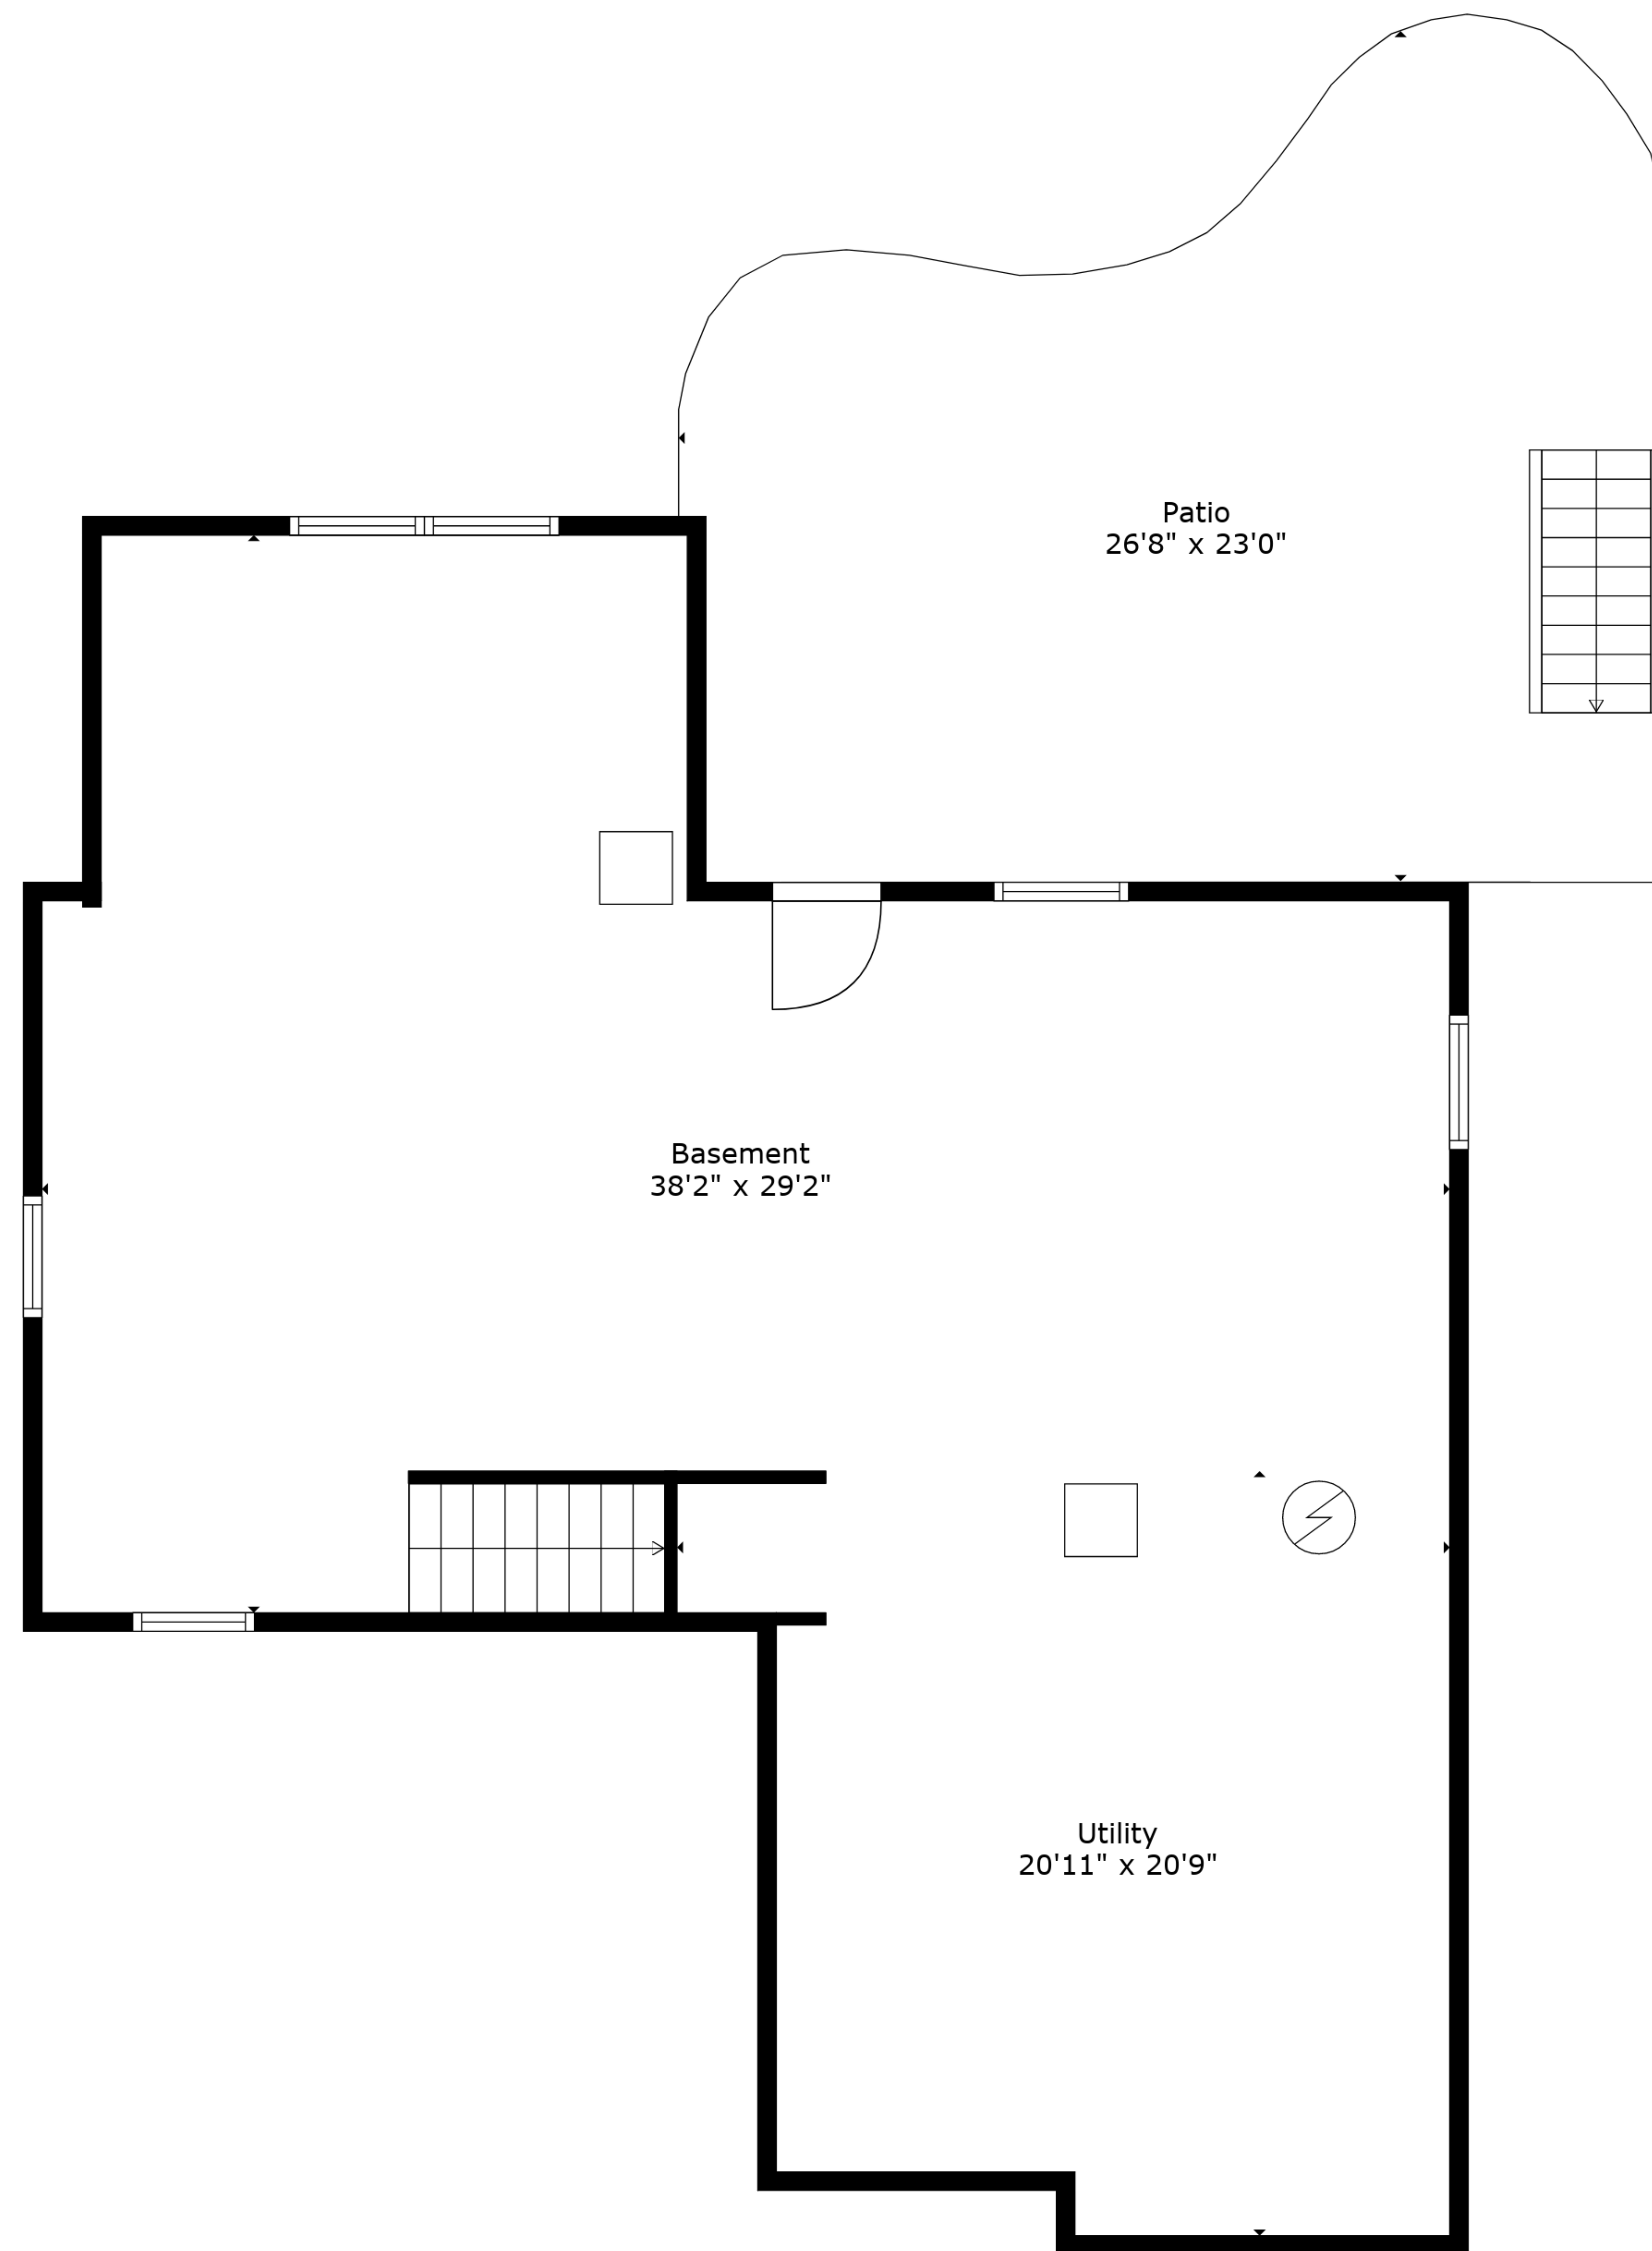 Patio
26'8" x 23'0"
Basement
38'2" x 29'2"
Utility
20'11" x 20'9"